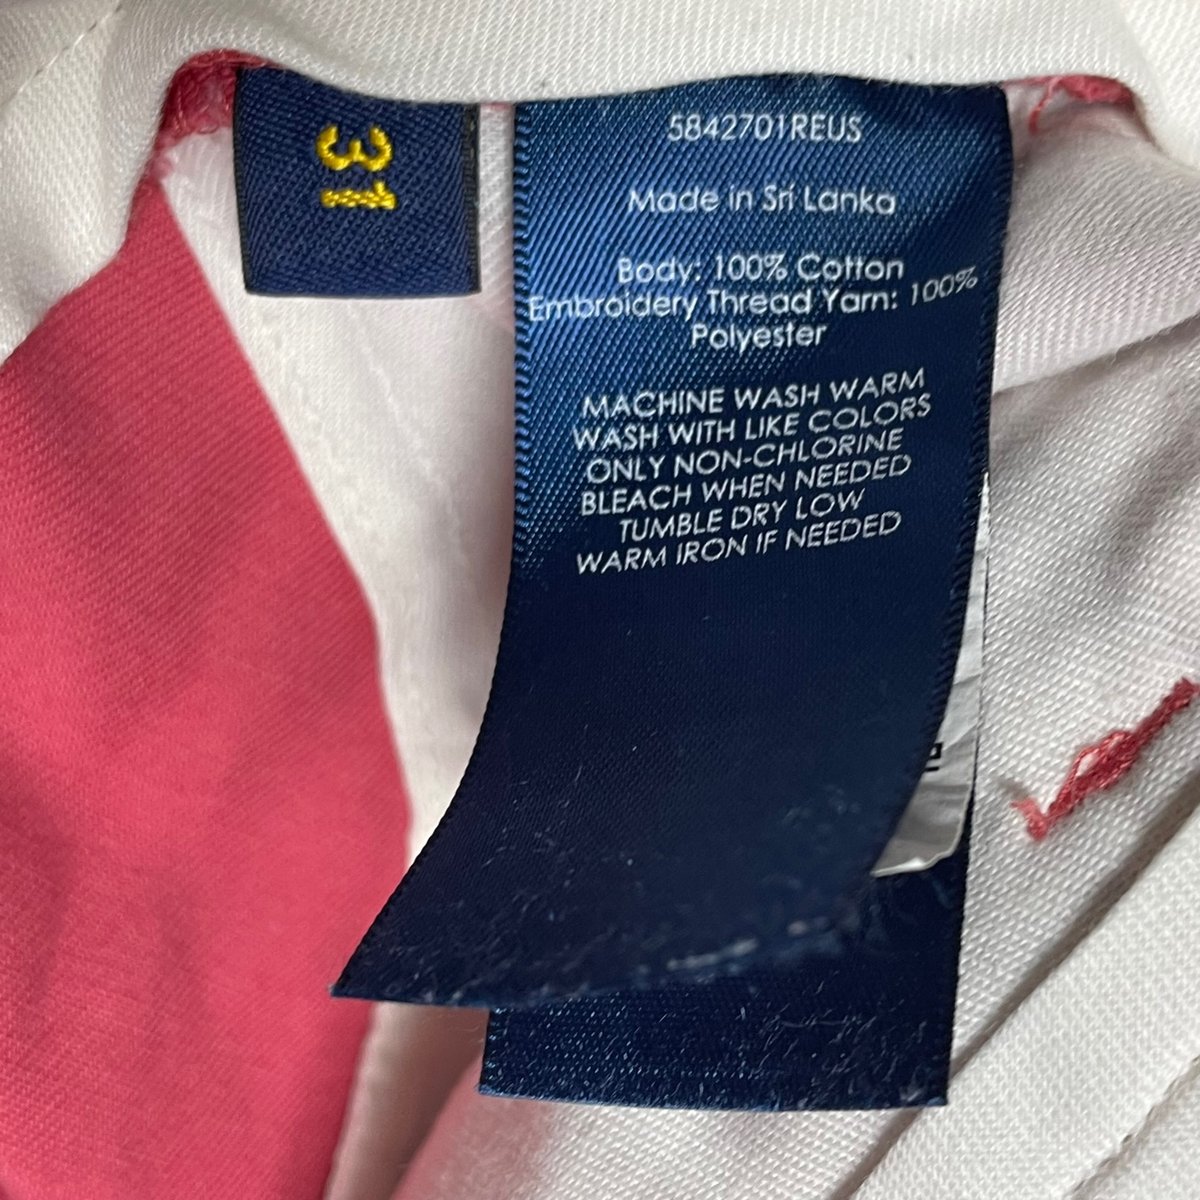 31
5842701REUS
Made in Sri Lanka
Body: 100% Cotton
Embroidery Thread Yarn: 100%
Polyester
MACHINE WASH WARM
WASH WITH LIKE COLORS
ONLY NON-CHLORINE
BLEACH WHEN NEEDED
TUMBLE DRY LOW
WARM IRON IF NEEDED